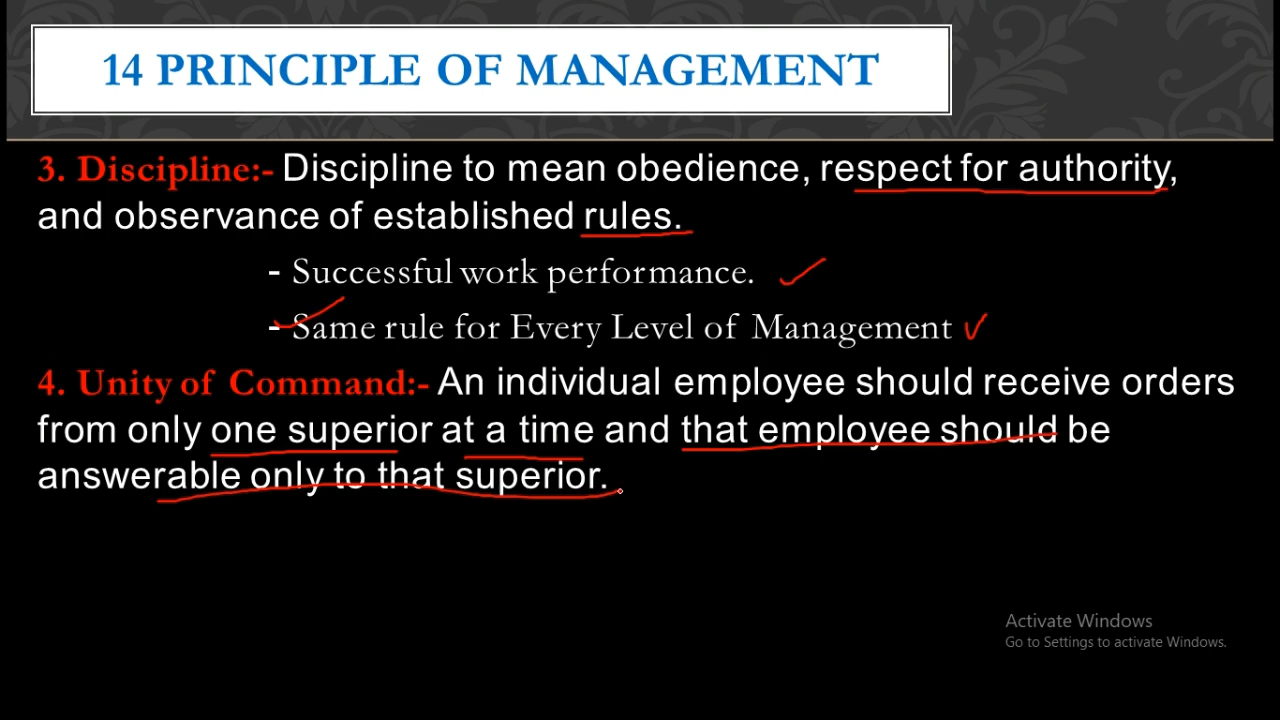 14 PRINCIPLE OF MANAGEMENT
3. Discipline:- Discipline to mean obedience, respect for authority,
and observance of established rules.
- Successful work performance.
- Same rule for Every Level of Management
4. Unity of Command:- An individual employee should receive orders
from only one superior at a time and that employee should be
answerable only to that superior.
Activate Windows
Go to Settings to activate Windows.